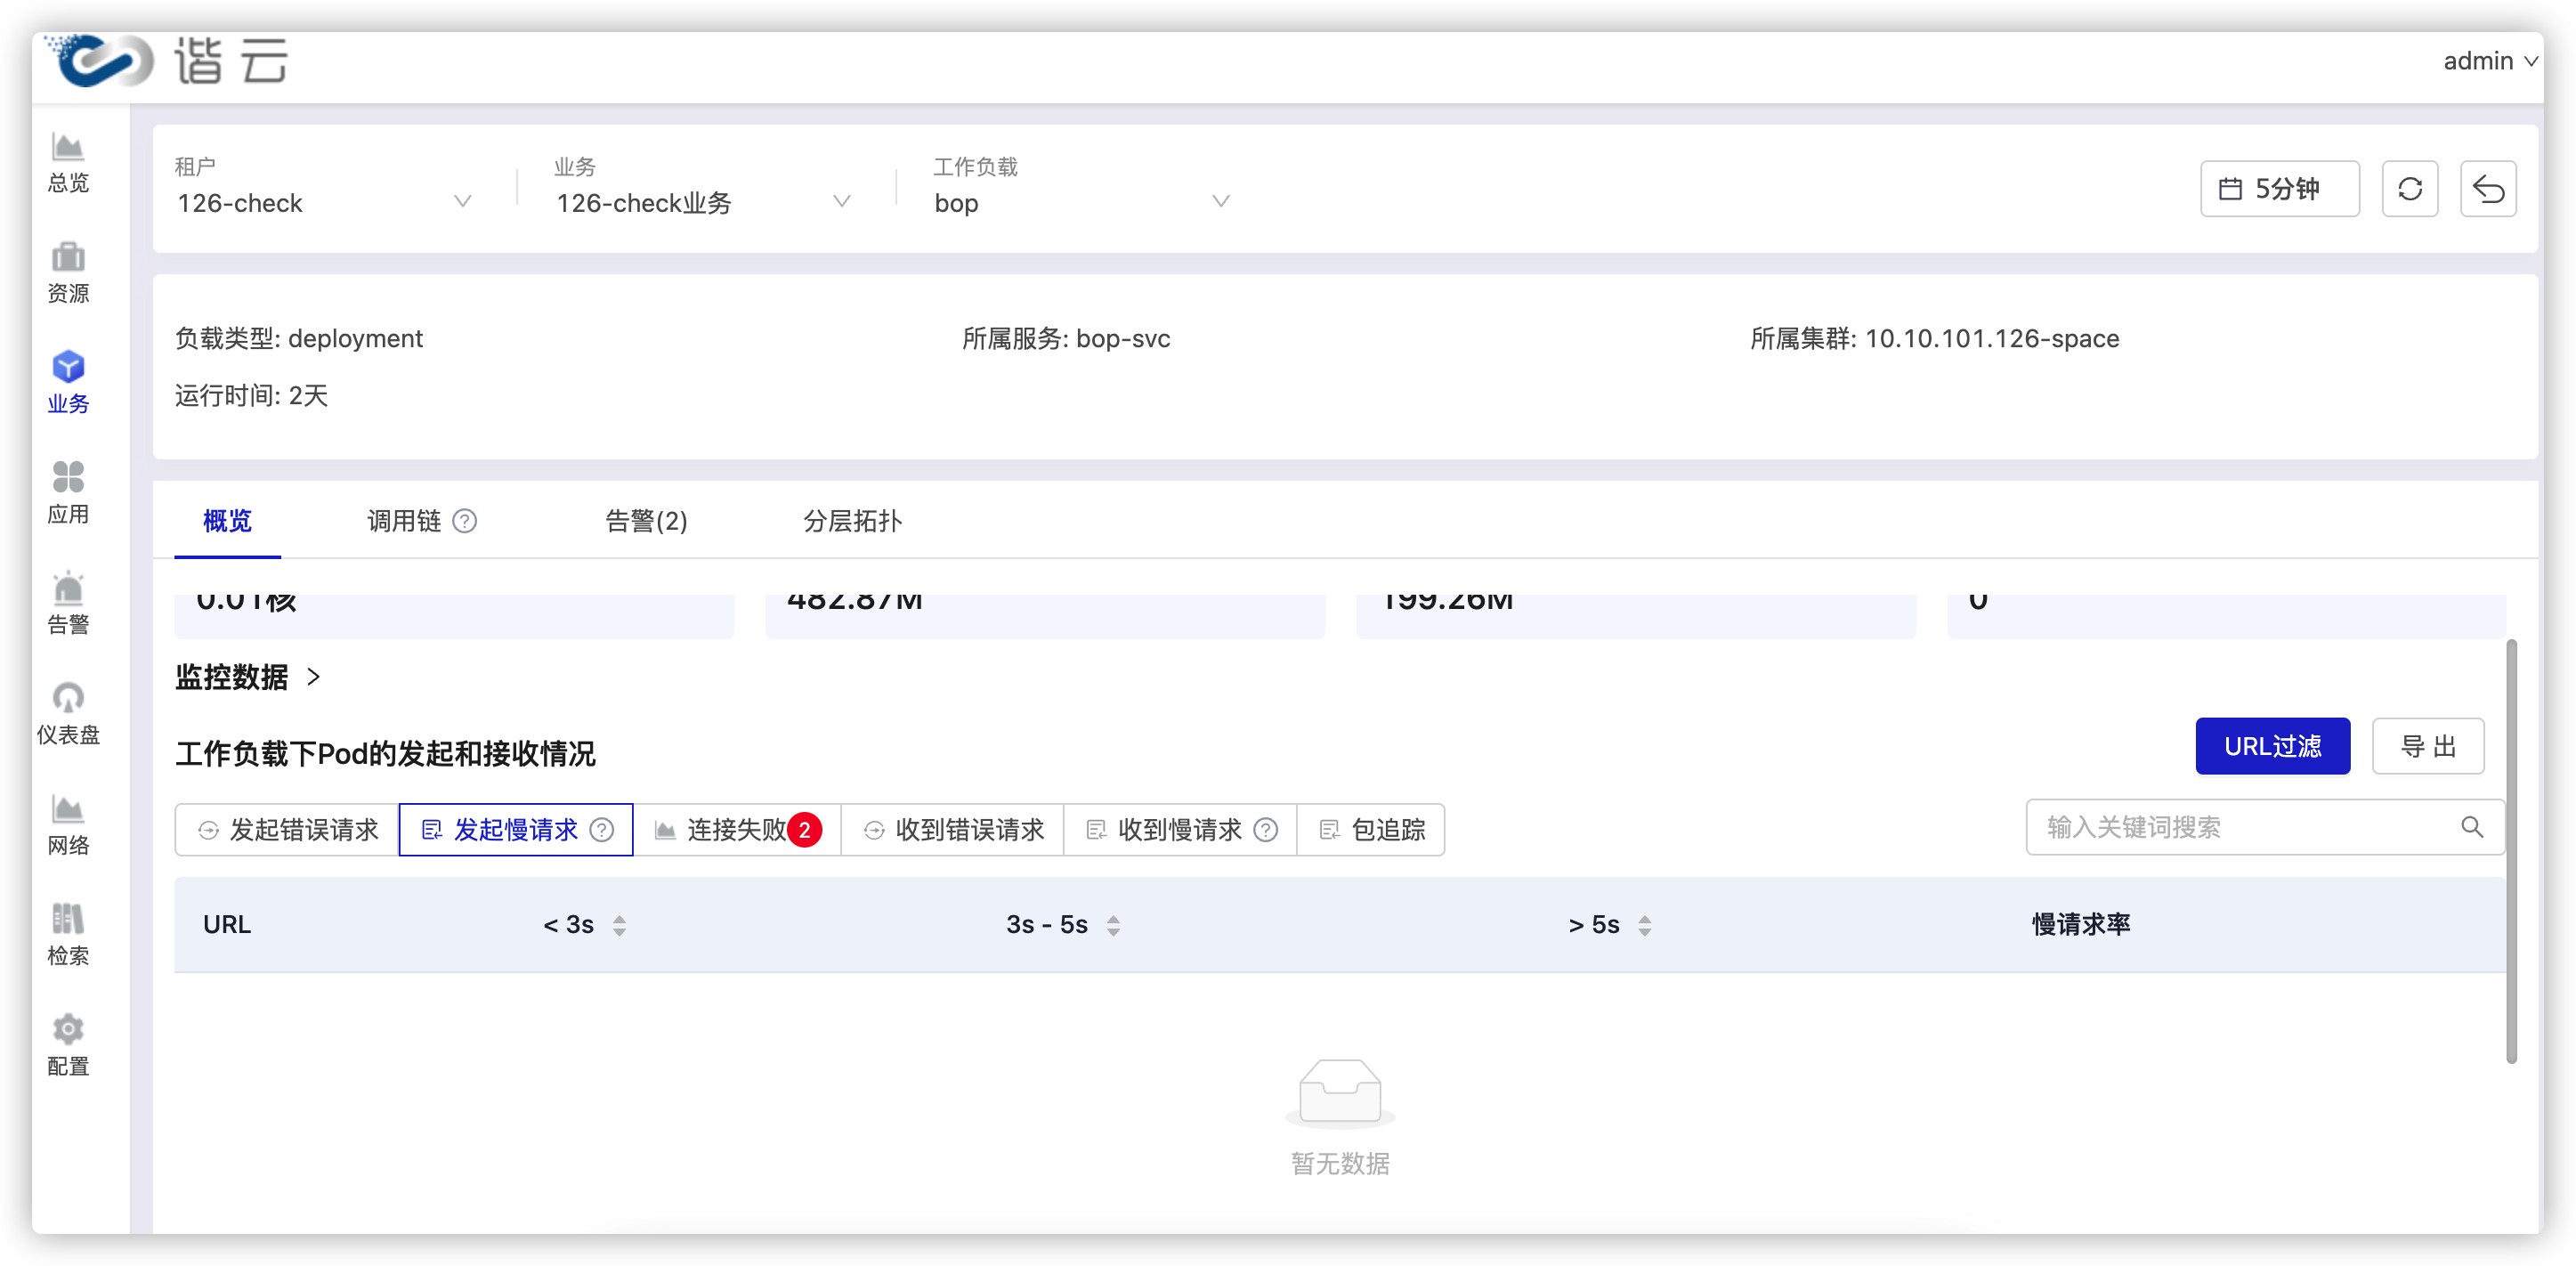 谐云
admin
租户
126-check
业务
126-check业务
工作负载
bop
5分钟
总览
资源
业务
应用
告警
仪表盘
网络
检索
配置
负载类型: deployment
所属服务: bop-svc
所属集群: 10.10.101.126-space
运行时间: 2天
概览
调用链
告警(2)
分层拓扑
0.01核
482.87M
199.26M
0
监控数据 >
工作负载下Pod的发起和接收情况
URL过滤
导 出
发起错误请求
发起慢请求
连接失败 2
收到错误请求
收到慢请求
包追踪
输入关键词搜索
URL
< 3s
3s - 5s
> 5s
慢请求率
暂无数据